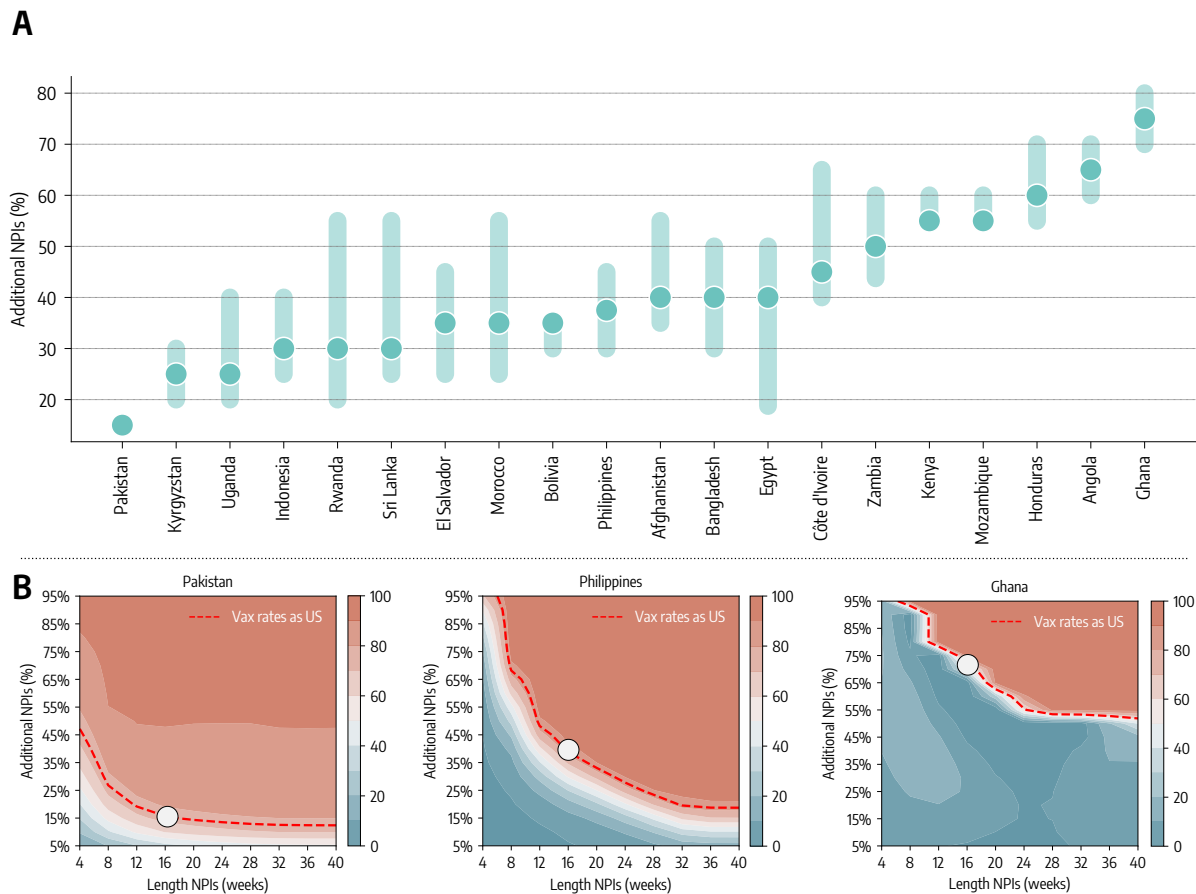 A
Additional NPIs (%)
80
70
60
50
40
30
20
Pakistan
Kyrgyzstan
Uganda
Indonesia
Rwanda
Sri Lanka
El Salvador
Morocco
Bolivia
Philippines
Afghanistan
Bangladesh
Egypt
Côte d'Ivoire
Zambia
Kenya
Mozambique
Honduras
Angola
Ghana
B
Pakistan
Additional NPIs (%)
95%
85%
75%
65%
55%
45%
35%
25%
15%
5%
Vax rates as US
4 8 12 16 20 24 28 32 36 40
Length NPIs (weeks)
100
80
60
40
20
0
Philippines
Additional NPIs (%)
95%
85%
75%
65%
55%
45%
35%
25%
15%
5%
Vax rates as US
4 8 12 16 20 24 28 32 36 40
Length NPIs (weeks)
100
80
60
40
20
0
Ghana
Additional NPIs (%)
95%
85%
75%
65%
55%
45%
35%
25%
15%
5%
Vax rates as US
4 8 12 16 20 24 28 32 36 40
Length NPIs (weeks)
100
80
60
40
20
0